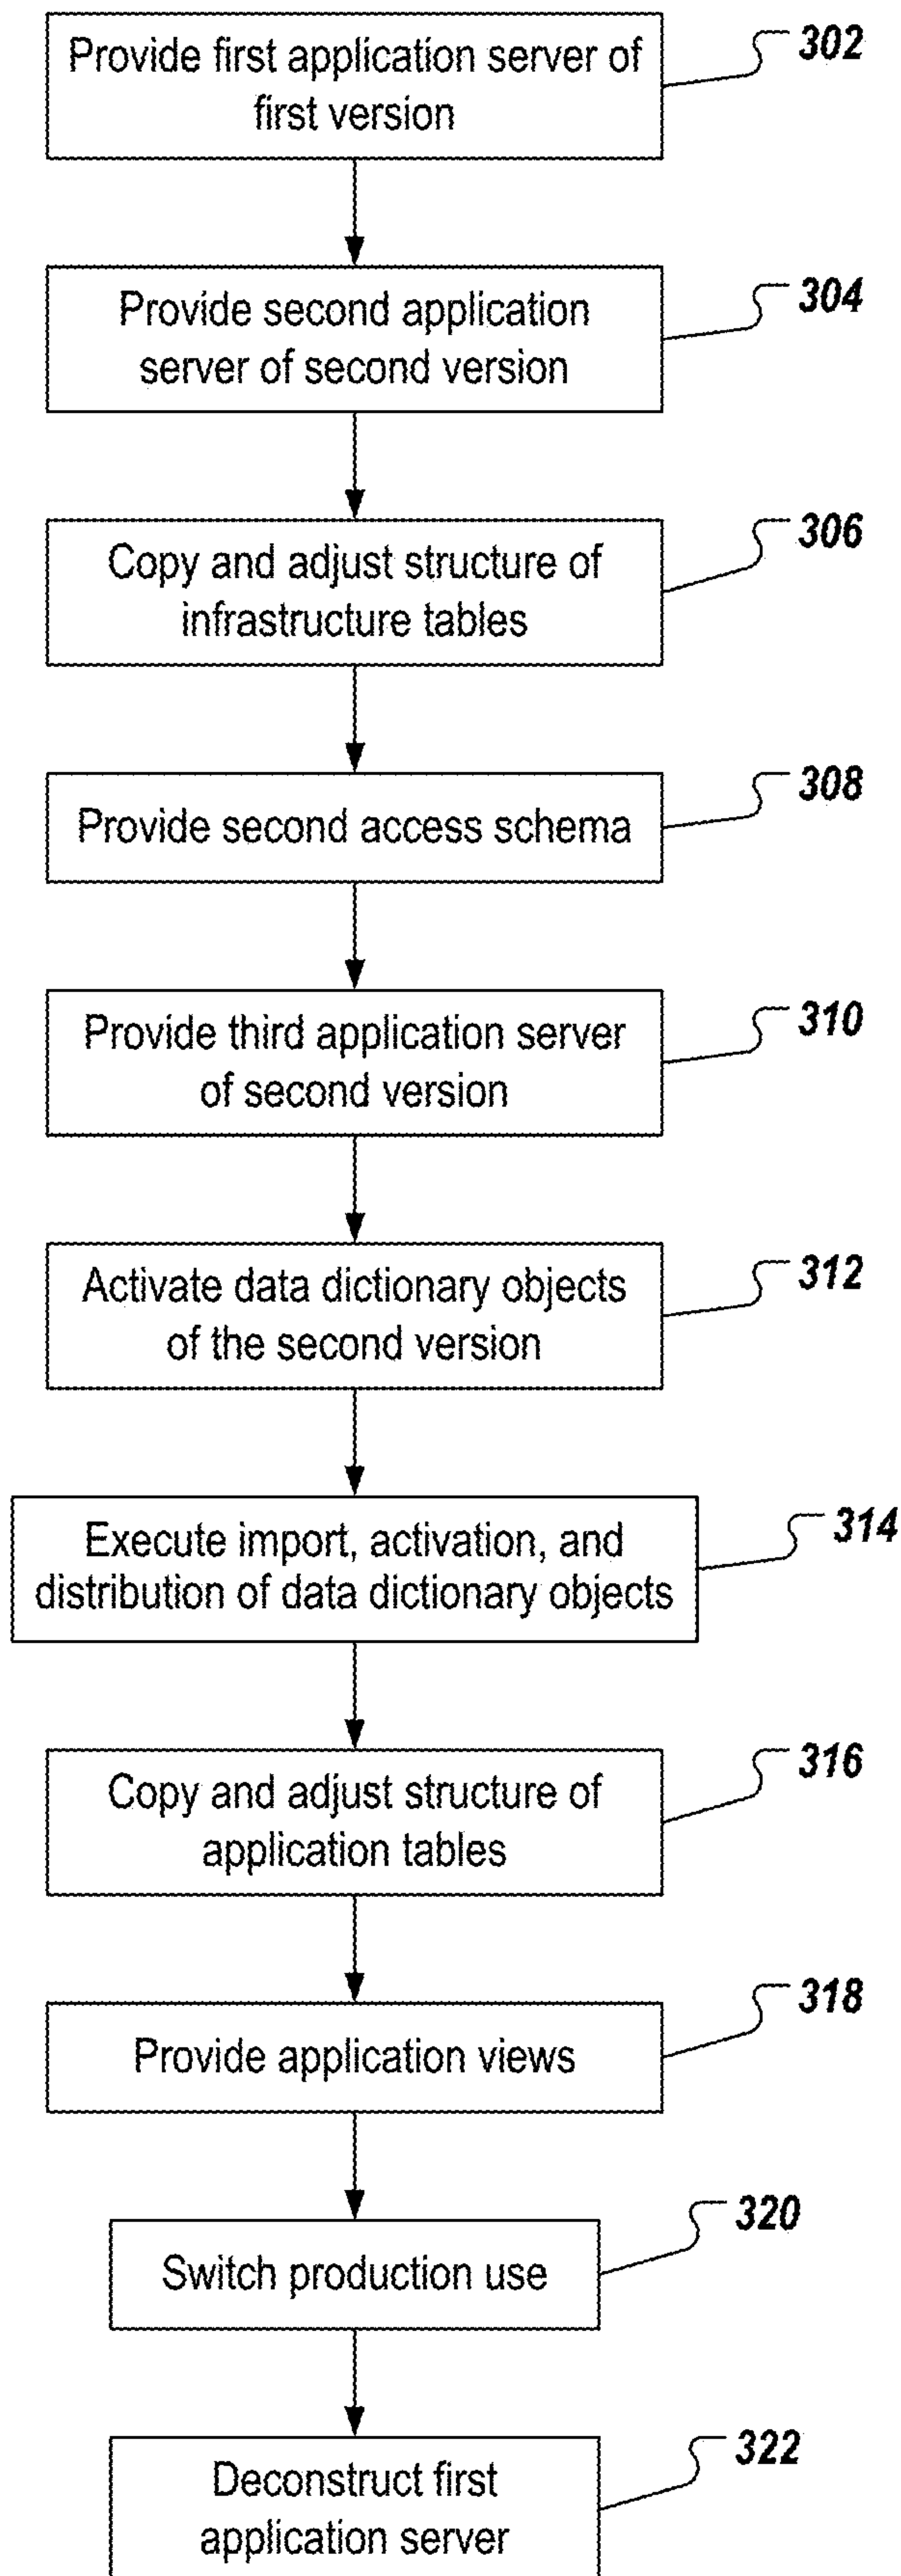 Provide first application server of
first version
302
Provide second application
server of second version
304
Copy and adjust structure of
infrastructure tables
306
Provide second access schema
308
Provide third application server
of second version
310
Activate data dictionary objects
of the second version
312
Execute import, activation, and
distribution of data dictionary objects
314
Copy and adjust structure of
application tables
316
Provide application views
318
Switch production use
320
Deconstruct first
application server
322